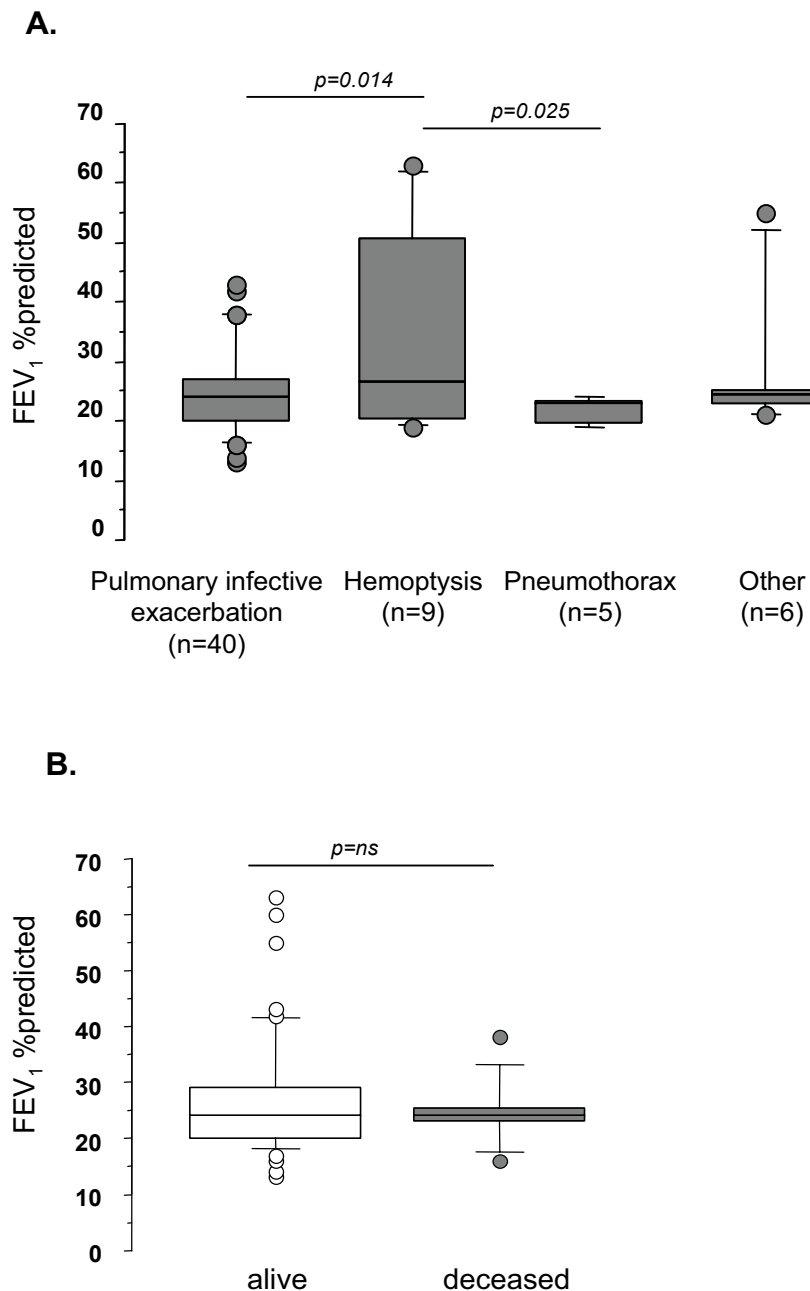 A.
p=0.014
p=0.025
70
60
50
40
30
20
10
0
FEV1 %predicted
Pulmonary infective
exacerbation
(n=40)
Hemoptysis
(n=9)
Pneumothorax
(n=5)
Other
(n=6)
B.
p=ns
70
60
50
40
30
20
10
0
FEV1 %predicted
alive
deceased